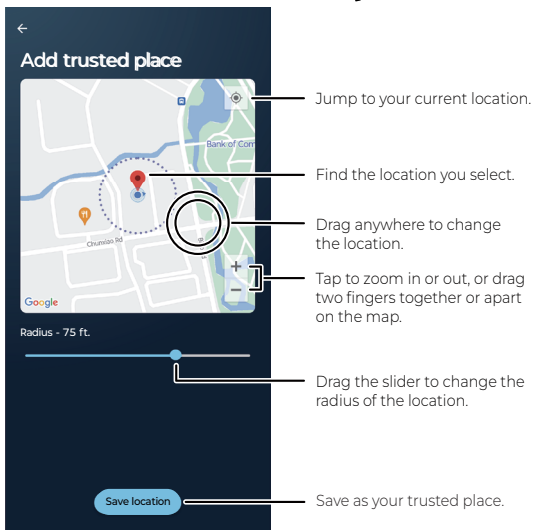 Add trusted place
Jump to your current location.
Bank of Com
Find the location you select.
Drag anywhere to change
the location.
Chumiao Rd
Tap to zoom in or out, or drag
two fingers together or apart
on the map.
Google
Radius - 75 ft.
Drag the slider to change the
radius of the location.
Save location
Save as your trusted place.